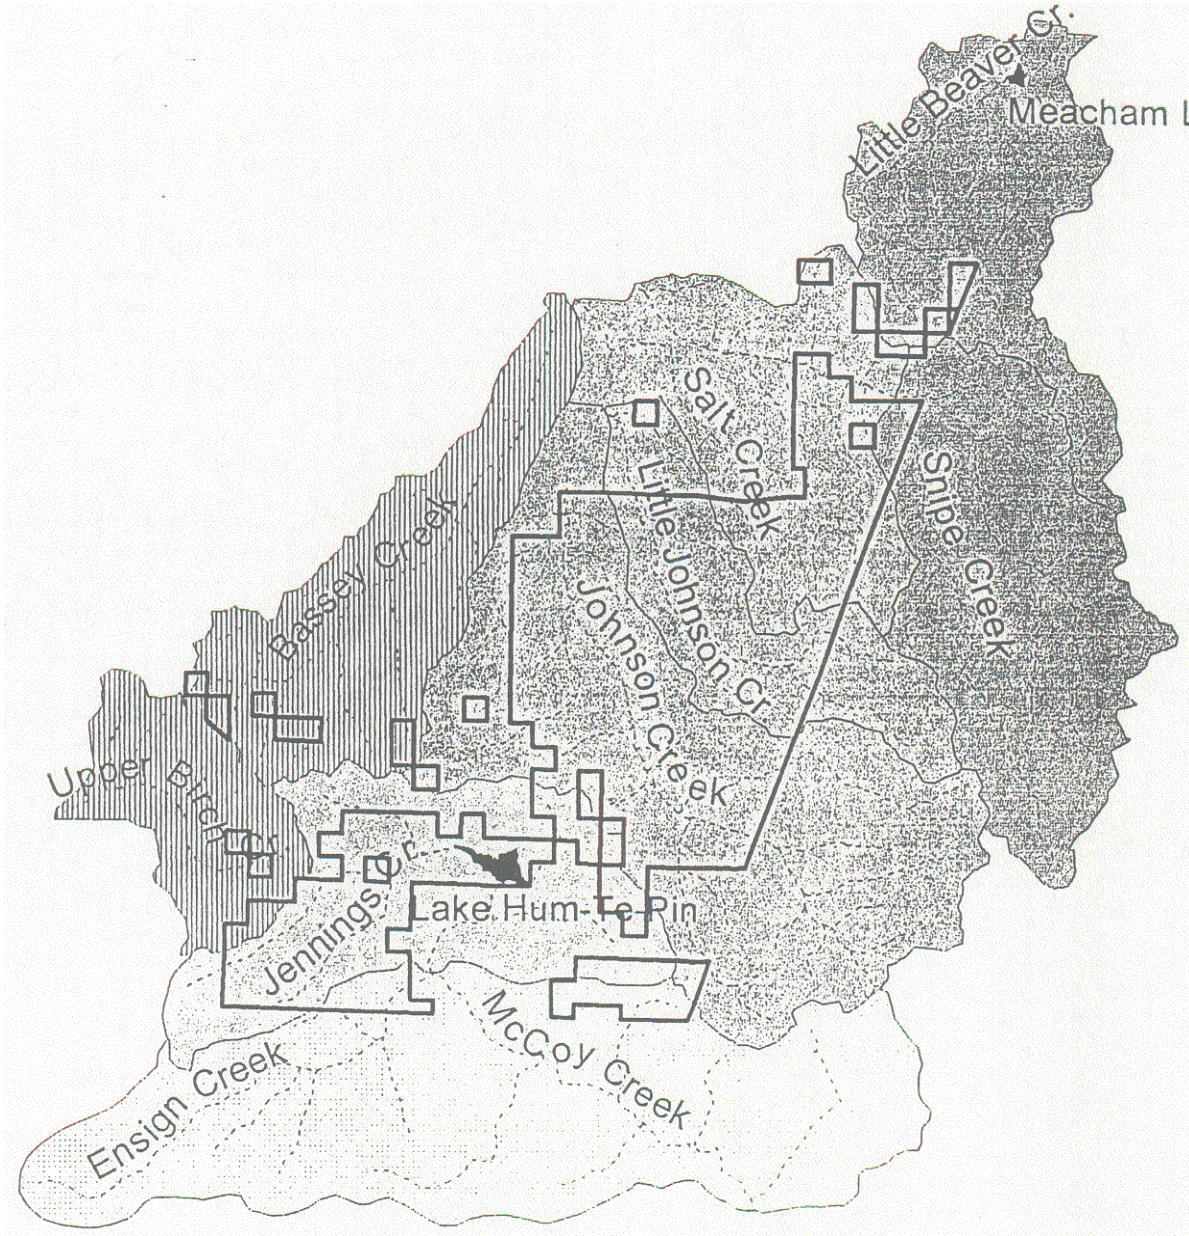 Little Beaver Cr.
Meacham L
Salt Creek
Snipe Creek
Little Johnson Cr
Johnson Creek
Bassey Creek
Upper Birch Cr.
Jennings Cr.
Lake Hum-Te-Pin
McCoy Creek
Ensign Creek